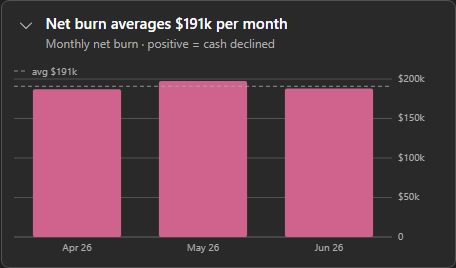 Net burn averages $191k per month
Monthly net burn · positive = cash declined
avg $191k
$200k
$150k
$100k
$50k
0
Apr 26
May 26
Jun 26